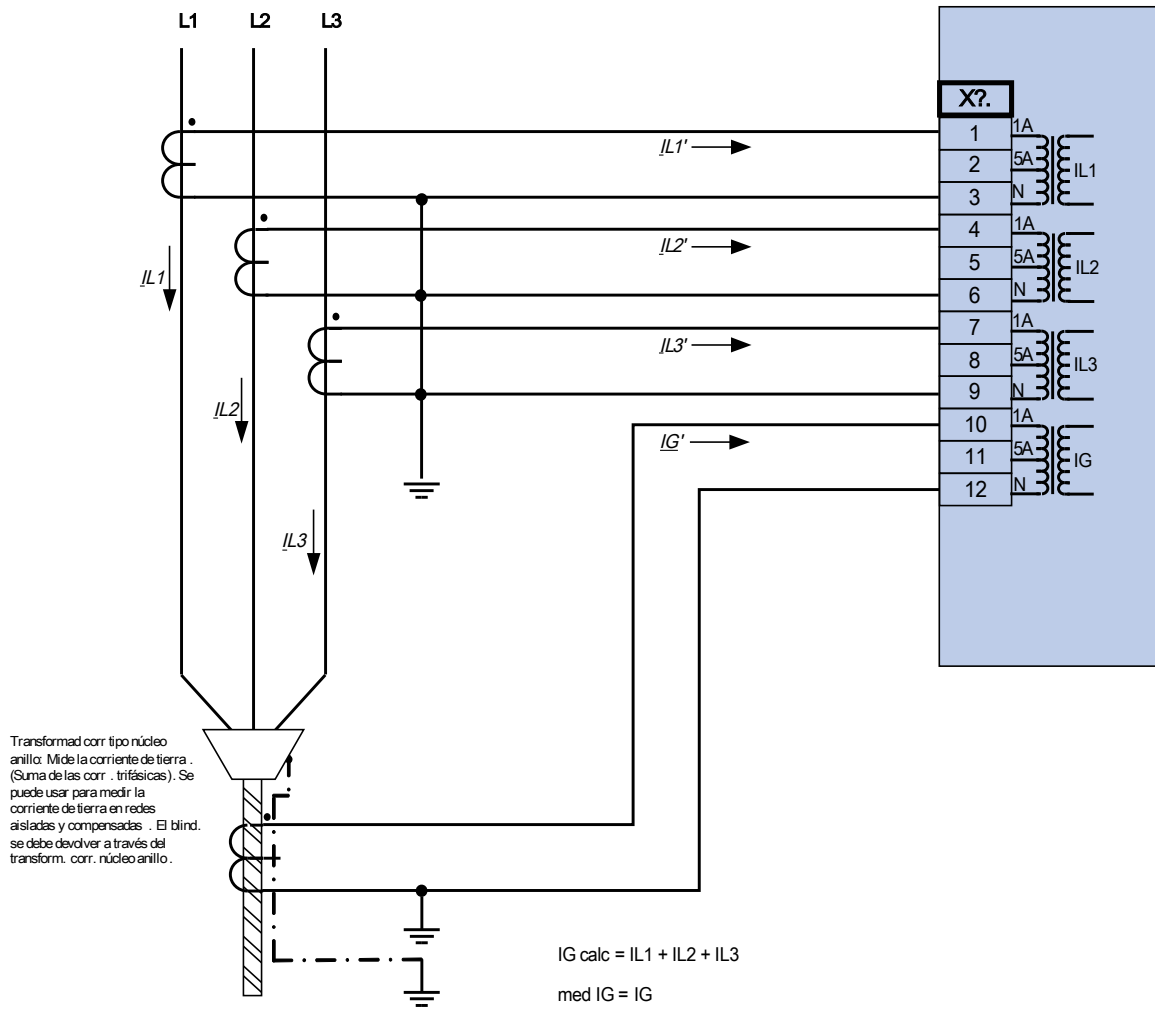 L1 L2 L3
X?.
1 1A
IL1'
2 5A IL1
3 N
4 1A
IL2'
5 5A IL2
IL1
6 N
7 1A
IL3'
8 5A IL3
9 N
IL2
10 1A
IG'
11 5A IG
12 N
IL3
Transformad corr tipo núcleo
anillo: Mide la corriente de tierra .
(Suma de las corr . trifásicas). Se
puede usar para medir la
corriente de tierra en redes
aisladas y compensadas . El blind.
se debe devolver a través del
transform. corr. núcleo anillo .
IG calc = IL1 + IL2 + IL3
med IG = IG